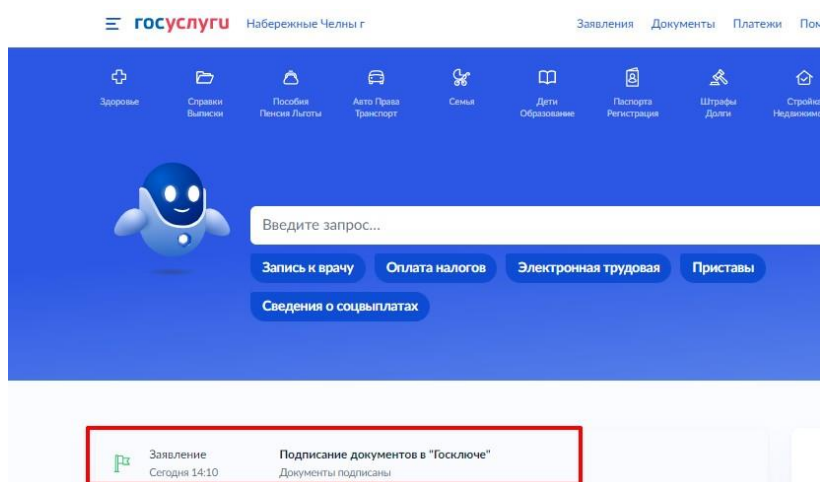 госуслуги Набережные Челны г Заявления Документы Платежи
Здоровье Справки Выписки Пособия Пенсия Льготы Авто Права Транспорт Семья Дети Образование Паспорта Регистрация Штрафы Долги
Введите запрос...
Запись к врачу Оплата налогов Электронная трудовая Приставы
Сведения о соцвыплатах
Заявление Подписание документов в "Госключе"
Сегодня 14:10 Документы подписаны